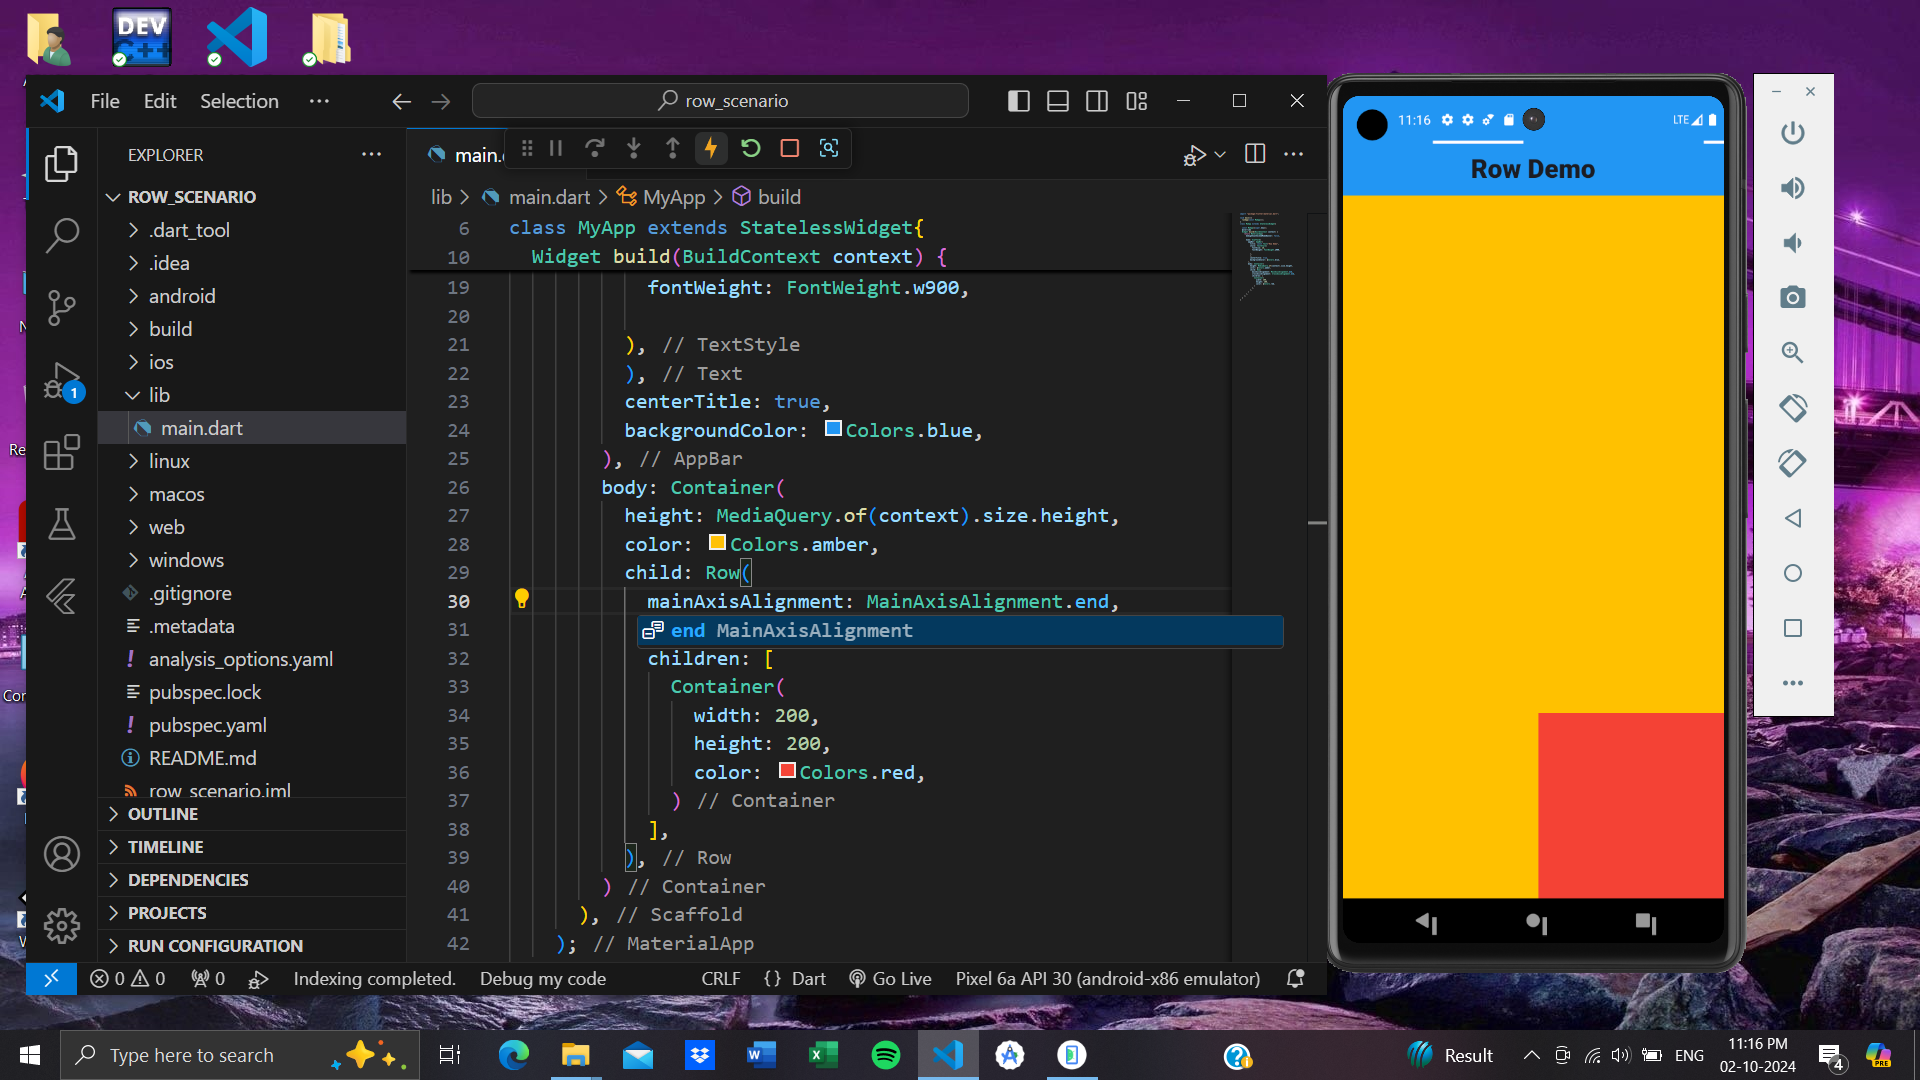 DEV
C++
File
Edit
Selection
row_scenario
EXPLORER
ROW_SCENARIO
.dart_tool
.idea
android
build
ios
lib
main.dart
linux
macos
web
windows
.gitignore
.metadata
analysis_options.yaml
pubspec.lock
pubspec.yaml
README.md
row_scenario.iml
OUTLINE
TIMELINE
DEPENDENCIES
PROJECTS
RUN CONFIGURATION
1
main.
lib > main.dart > MyApp > build
6 class MyApp extends StatelessWidget{
10 Widget build(BuildContext context) {
19 fontWeight: FontWeight.w900,
20
21 ), // TextStyle
22 ), // Text
23 centerTitle: true,
24 backgroundColor: Colors.blue,
25 ), // AppBar
26 body: Container(
27 height: MediaQuery.of(context).size.height,
28 color: Colors.amber,
29 child: Row(
30 mainAxisAlignment: MainAxisAlignment.end,
31 end MainAxisAlignment
32 children: [
33 Container(
34 width: 200,
35 height: 200,
36 color: Colors.red,
37 ) // Container
38 ],
39 ), // Row
40 ) // Container
41 ), // Scaffold
42 ); // MaterialApp
0 0 0 Indexing completed. Debug my code CRLF {} Dart Go Live Pixel 6a API 30 (android-x86 emulator)
11:16
LTE
Row Demo
Re
Cor
Type here to search
Result
ENG
11:16 PM
02-10-2024
4
PRE